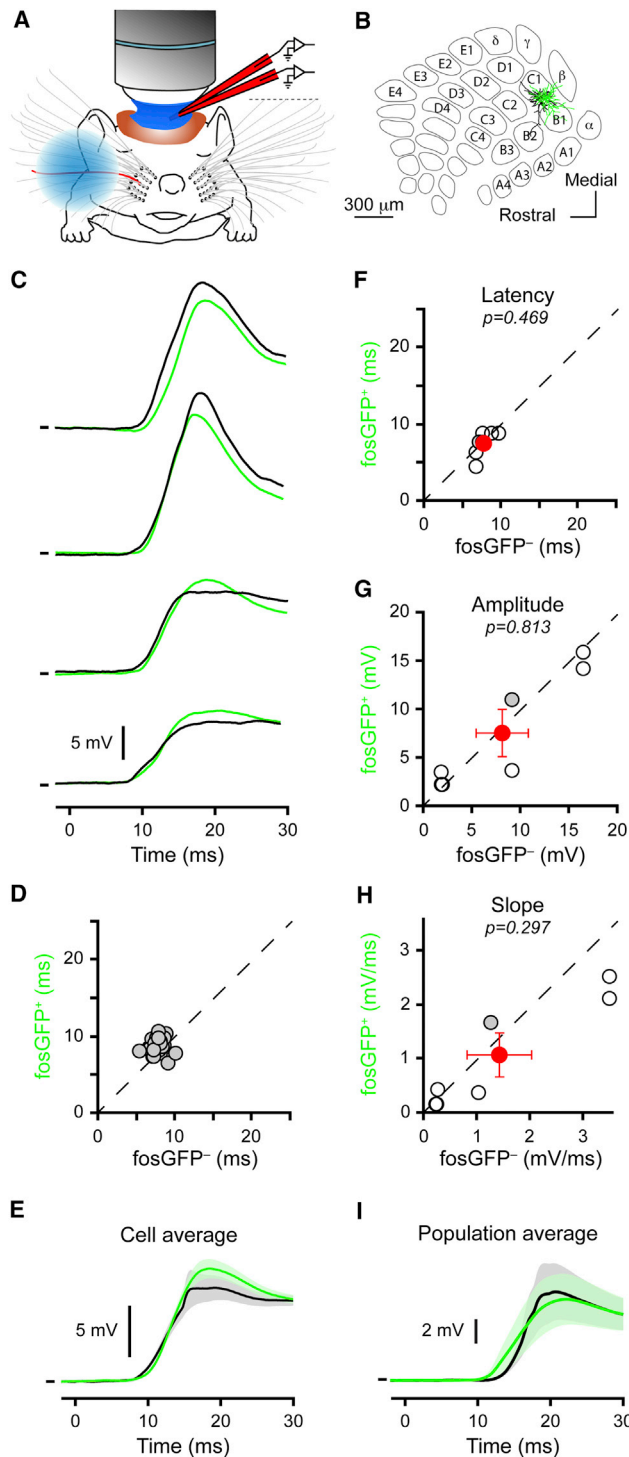 A
B
E1
δ
γ
E2
D1
E3
D2
C1
β
E4
D3
C2
D4
B1
C3
B2
α
C4
B3
A1
A2
A3
A4
Medial
300 μm
Rostral
C
5 mV
0
10
20
30
Time (ms)
D
fosGFP+ (ms)
20
10
0
0
10
20
fosGFP– (ms)
E
Cell average
5 mV
0
10
20
30
Time (ms)
F
Latency
p=0.469
fosGFP+ (ms)
20
10
0
0
10
20
fosGFP– (ms)
G
Amplitude
p=0.813
fosGFP+ (mV)
20
15
10
5
0
0
5
10
15
20
fosGFP– (mV)
H
Slope
p=0.297
fosGFP+ (mV/ms)
3
2
1
0
0
1
2
3
fosGFP– (mV/ms)
I
Population average
2 mV
0
10
20
30
Time (ms)